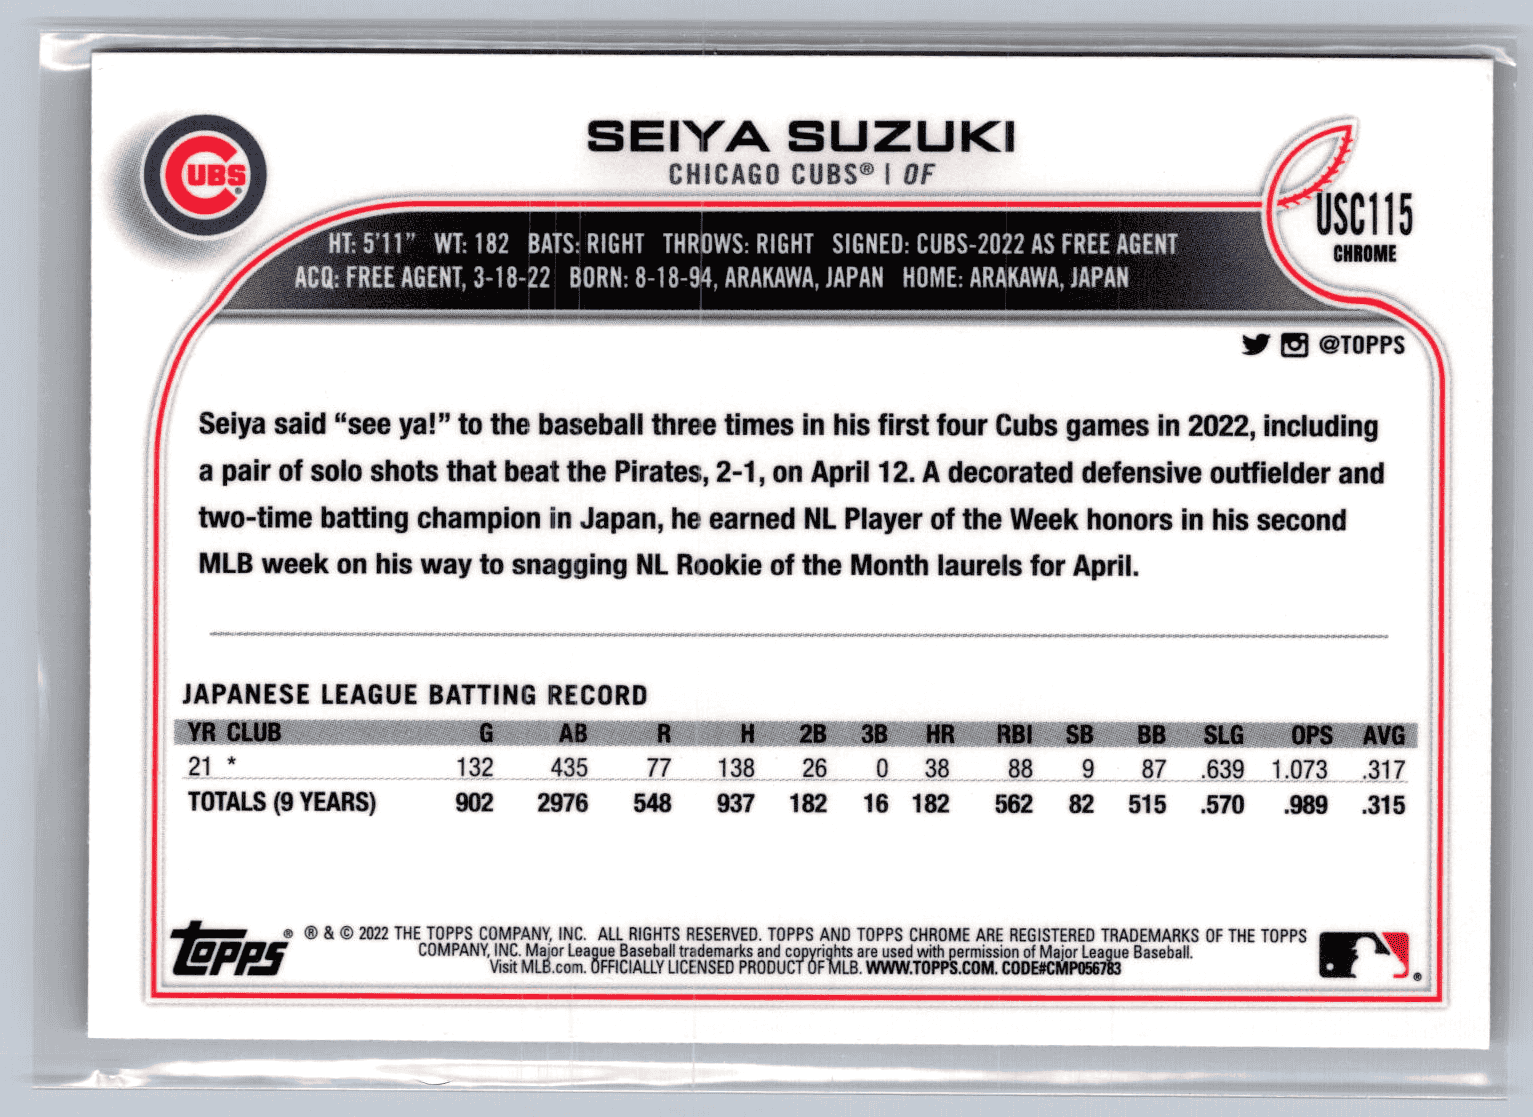 CUBS®
SEIYA SUZUKI
CHICAGO CUBS® | OF
USC115
CHROME
HT: 5'11" WT: 182 BATS: RIGHT THROWS: RIGHT SIGNED: CUBS-2022 AS FREE AGENT
ACQ: FREE AGENT, 3-18-22 BORN: 8-18-94, ARAKAWA, JAPAN HOME: ARAKAWA, JAPAN
@TOPPS
Seiya said “see ya!” to the baseball three times in his first four Cubs games in 2022, including
a pair of solo shots that beat the Pirates, 2-1, on April 12. A decorated defensive outfielder and
two-time batting champion in Japan, he earned NL Player of the Week honors in his second
MLB week on his way to snagging NL Rookie of the Month laurels for April.
JAPANESE LEAGUE BATTING RECORD
YR CLUB G AB R H 2B 3B HR RBI SB BB SLG OPS AVG
21 * 132 435 77 138 26 0 38 88 9 87 .639 1.073 .317
TOTALS (9 YEARS) 902 2976 548 937 182 16 182 562 82 515 .570 .989 .315
TOPPS® ® & © 2022 THE TOPPS COMPANY, INC. ALL RIGHTS RESERVED. TOPPS AND TOPPS CHROME ARE REGISTERED TRADEMARKS OF THE TOPPS
COMPANY, INC. Major League Baseball trademarks and copyrights are used with permission of Major League Baseball.
Visit MLB.com. OFFICIALLY LICENSED PRODUCT OF MLB. WWW.TOPPS.COM. CODE#CMP056783
®